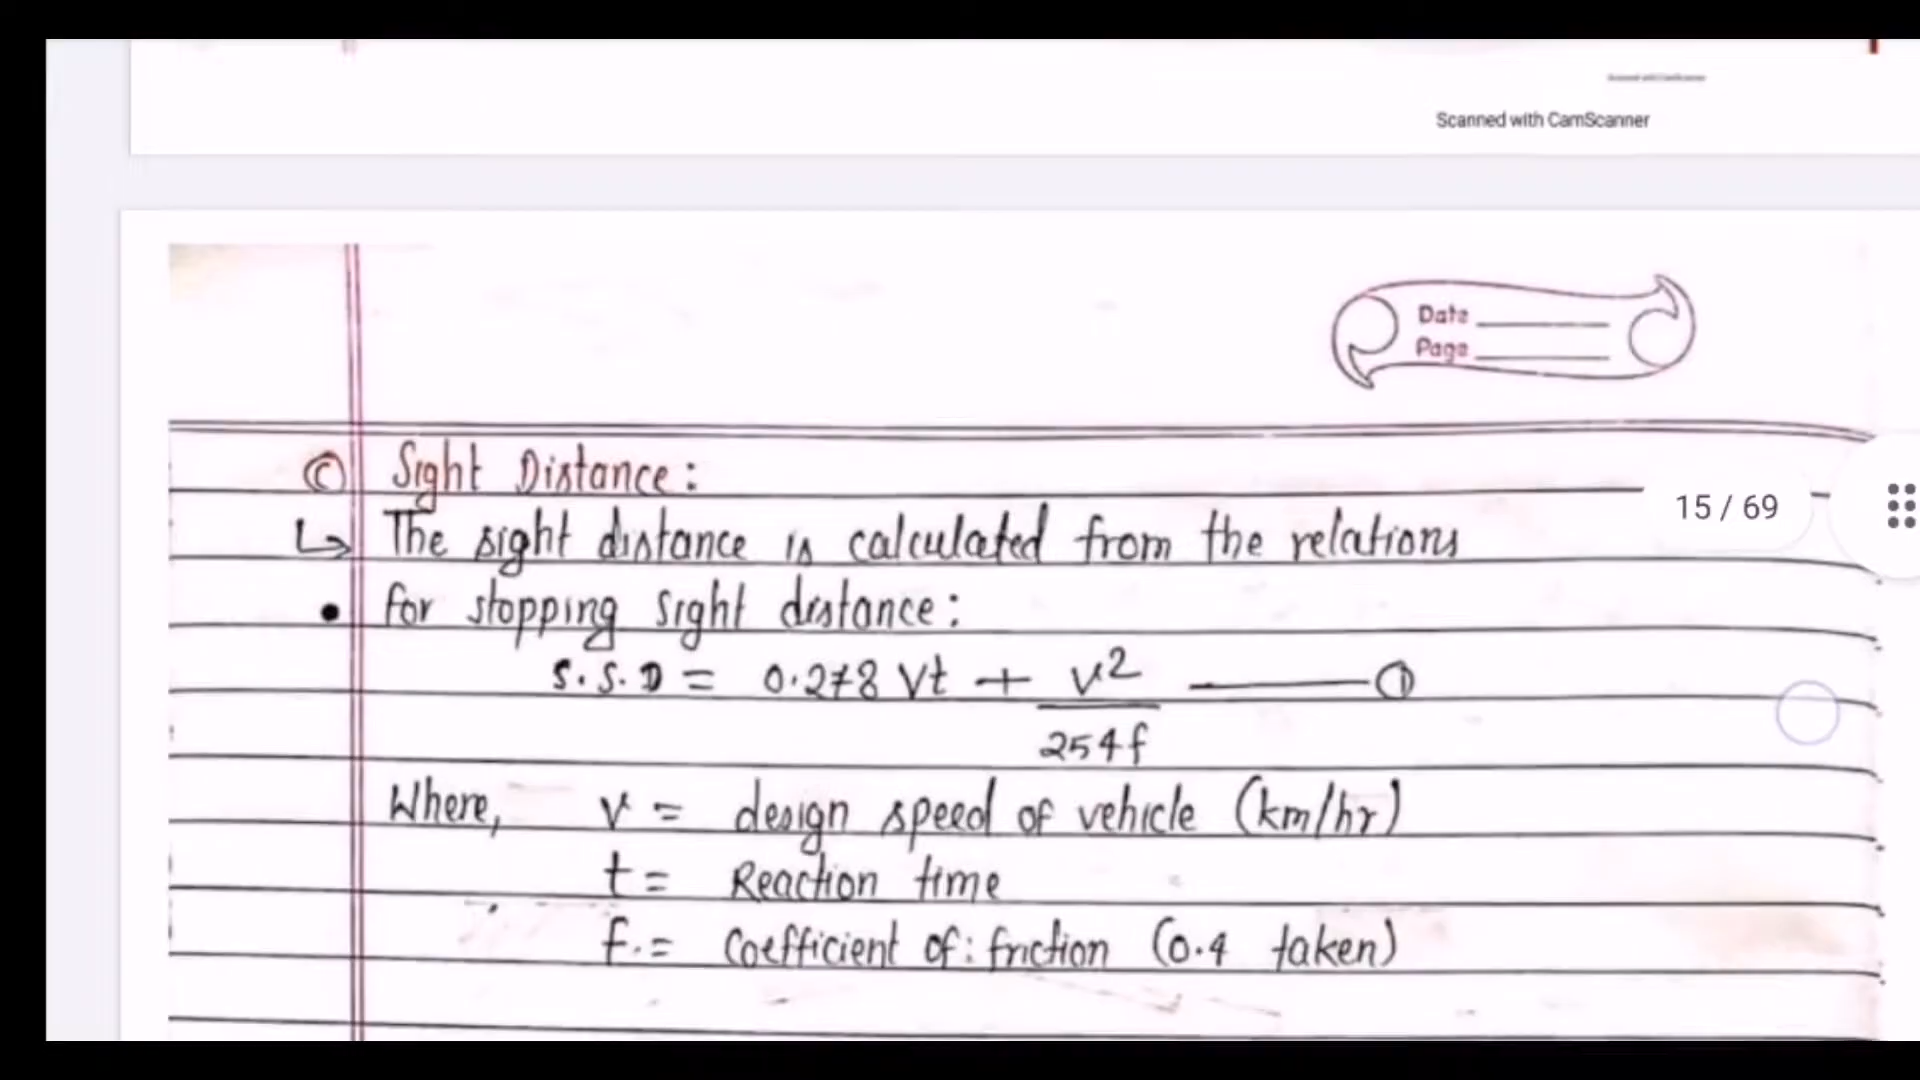 Scanned with CamScanner
Date
Page
© Sight Distance:
15 / 69
↳ The sight distance is calculated from the relations
• for stopping sight distance:
S.S.D = 0.278 Vt + V2 ——— ①
254f
Where, V = design speed of vehicle (km/hr)
t = Reaction time
f. = Coefficient of: friction (0.4 taken)